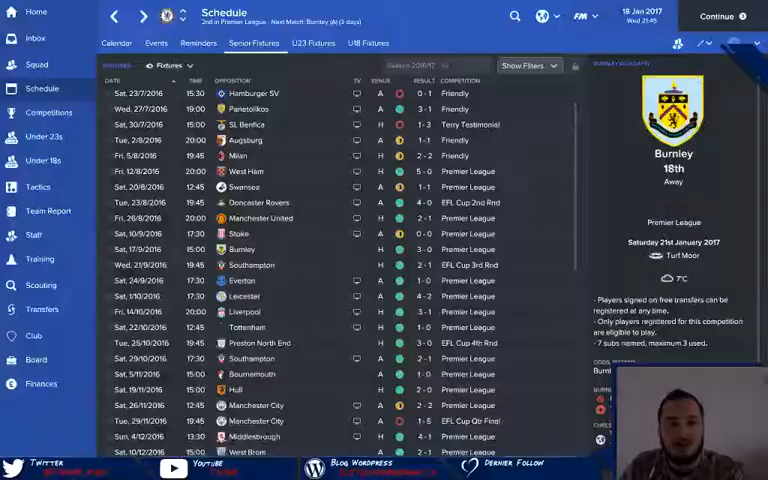 Home
Inbox
Squad
Schedule
Competitions
Under 23s
Under 18s
Tactics
Team Report
Staff
Training
Scouting
Transfers
Club
Board
Finances
Schedule
2nd in Premier League - Next Match: Burnley (A) (3 days)
FM
18 Jan 2017
Wed 21:45
Continue
Calendar Events Reminders Senior Fixtures U23 Fixtures U18 Fixtures
Fixtures Season 2016/17 Show Filters
DATE TIME OPPOSITION TV VENUE RESULT COMPETITION
Sat, 23/7/2016 15:30 Hamburger SV A 0-1 Friendly
Wed, 27/7/2016 19:00 Panetolikos A 3-1 Friendly
Sat, 30/7/2016 15:00 SL Benfica H 1-3 Terry Testimonial
Tue, 2/8/2016 20:00 Augsburg A 1-1 Friendly
Fri, 5/8/2016 19:45 Milan H 2-2 Friendly
Fri, 12/8/2016 20:00 West Ham H 5-0 Premier League
Sat, 20/8/2016 12:45 Swansea A 1-1 Premier League
Tue, 23/8/2016 19:45 Doncaster Rovers A 4-0 EFL Cup 2nd Rnd
Fri, 26/8/2016 20:00 Manchester United H 2-1 Premier League
Sat, 10/9/2016 17:30 Stoke A 0-0 Premier League
Sat, 17/9/2016 15:00 Burnley H 3-0 Premier League
Wed, 21/9/2016 19:45 Southampton H 2-1 EFL Cup 3rd Rnd
Sat, 24/9/2016 17:30 Everton A 1-0 Premier League
Sat, 1/10/2016 17:30 Leicester A 4-2 Premier League
Fri, 14/10/2016 20:00 Liverpool H 3-1 Premier League
Sat, 22/10/2016 12:45 Tottenham H 1-0 Premier League
Tue, 25/10/2016 19:45 Preston North End H 3-0 EFL Cup 4th Rnd
Sat, 29/10/2016 17:30 Southampton A 2-1 Premier League
Sat, 5/11/2016 15:00 Bournemouth A 1-0 Premier League
Sat, 19/11/2016 15:00 Hull H 2-0 Premier League
Sat, 26/11/2016 12:45 Manchester City A 2-2 Premier League
Tue, 29/11/2016 19:45 Manchester City A 1-5 EFL Cup Qtr Final
Sun, 4/12/2016 13:30 Middlesbrough H 4-1 Premier League
Sat, 10/12/2016 15:00 West Brom A 2-1 Premier League
Burnley
18th
Away
Premier League
Saturday 21st January 2017
Turf Moor
7°C
- Players signed on free transfers can be
registered at any time.
- Only players registered for this competition
are eligible to play.
- 7 subs named, maximum 3 used.
Twitter
Youtube
Blog Wordpress
Dernier Follow